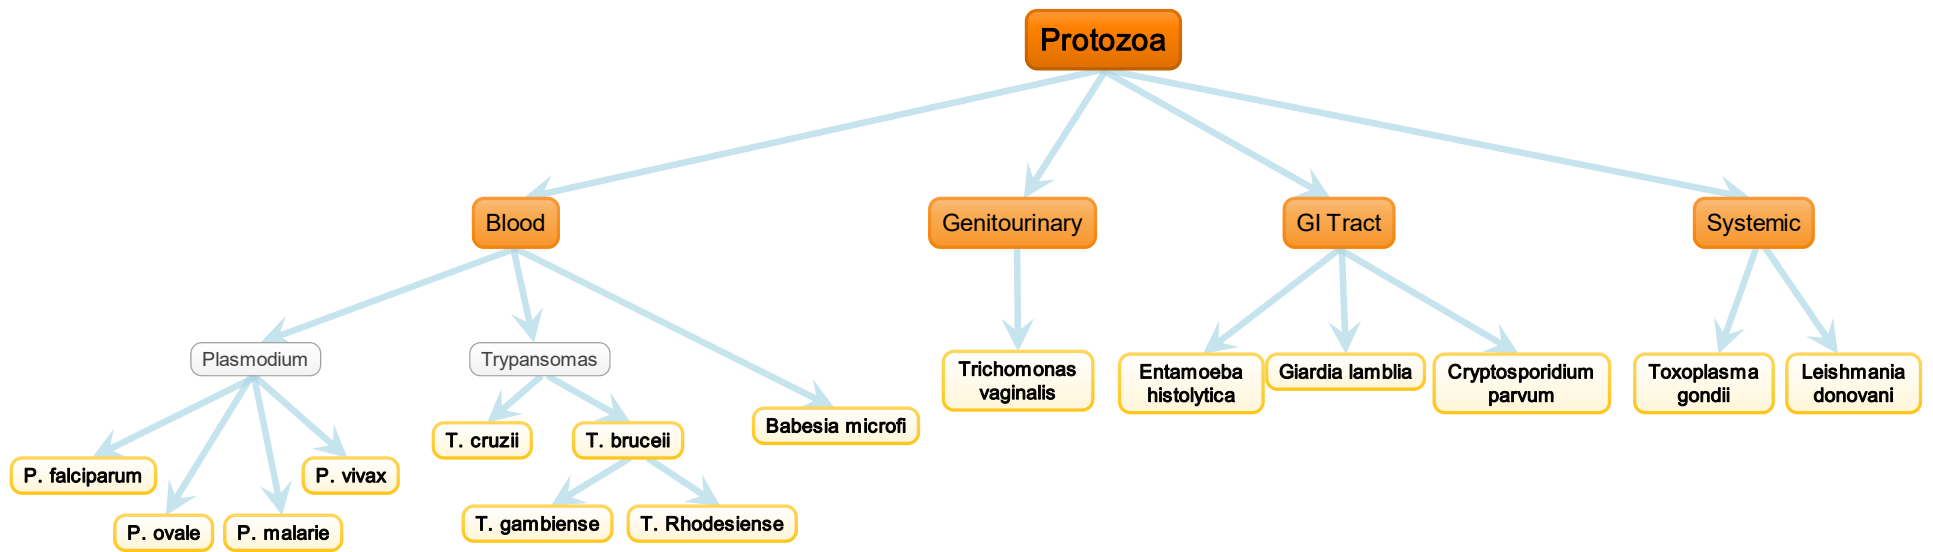 Protozoa
Blood
Genitourinary
GI Tract
Systemic
Plasmodium
Trypansomas
Trichomonas
vaginalis
Entamoeba
histolytica
Giardia lamblia
Cryptosporidium
parvum
Toxoplasma
gondii
Leishmania
donovani
Babesia microfi
T. cruzii
T. bruceii
P. falciparum
P. vivax
P. ovale
P. malarie
T. gambiense
T. Rhodesiense